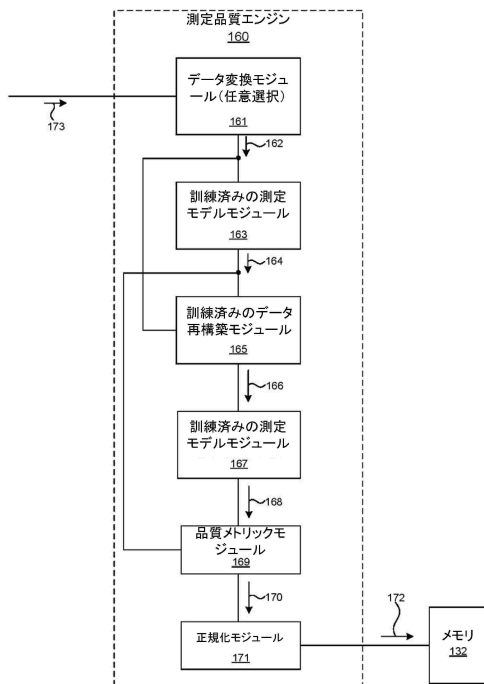 測定品質エンジン
160
データ変換モジュ
ール（任意選択）
161
173
162
訓練済みの測定
モデルモジュール
163
164
訓練済みのデータ
再構築モジュール
165
166
訓練済みの測定
モデルモジュール
167
168
品質メトリックモ
ジュール
169
170
正規化モジュール
171
172
メモリ
132